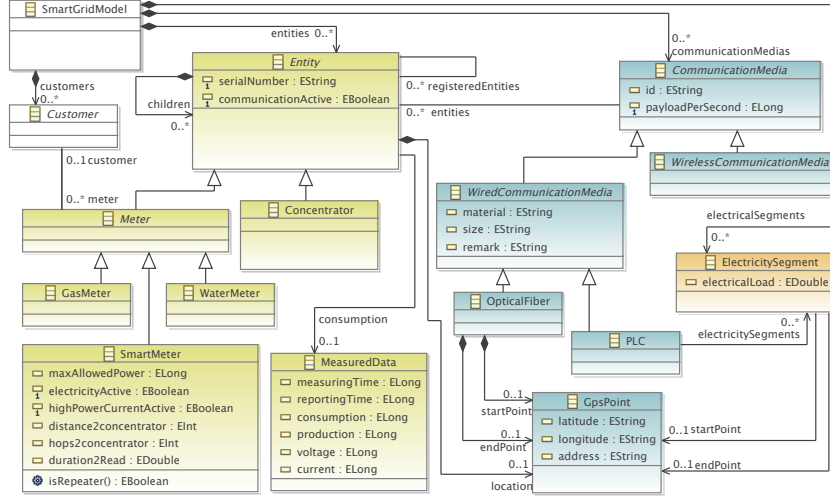 SmartGridModel
entities 0..*
0..*
communicationMedias
customers
0..*
Customer
Entity
serialNumber : EString
communicationActive : EBoolean
children
0..*
0..* registeredEntities
0..* entities
CommunicationMedia
id : EString
payloadPerSecond : ELong
0..1 customer
0..* meter
WirelessCommunicationMedia
WiredCommunicationMedia
material : EString
size : EString
remark : EString
Meter
Concentrator
electricalSegments
0..*
ElectricitySegment
electricalLoad : EDouble
GasMeter
WaterMeter
OpticalFiber
PLC
0..*
electricitySegments
consumption
0..1
SmartMeter
maxAllowedPower : ELong
electricityActive : EBoolean
highPowerCurrentActive : EBoolean
distance2concentrator : EInt
hops2concentrator : EInt
duration2Read : EDouble
isRepeater() : EBoolean
MeasuredData
measuringTime : ELong
reportingTime : ELong
consumption : ELong
production : ELong
voltage : ELong
current : ELong
0..1
startPoint
0..1
endPoint
0..1
location
GpsPoint
latitude : EString
longitude : EString
address : EString
0..1 startPoint
0..1 endPoint